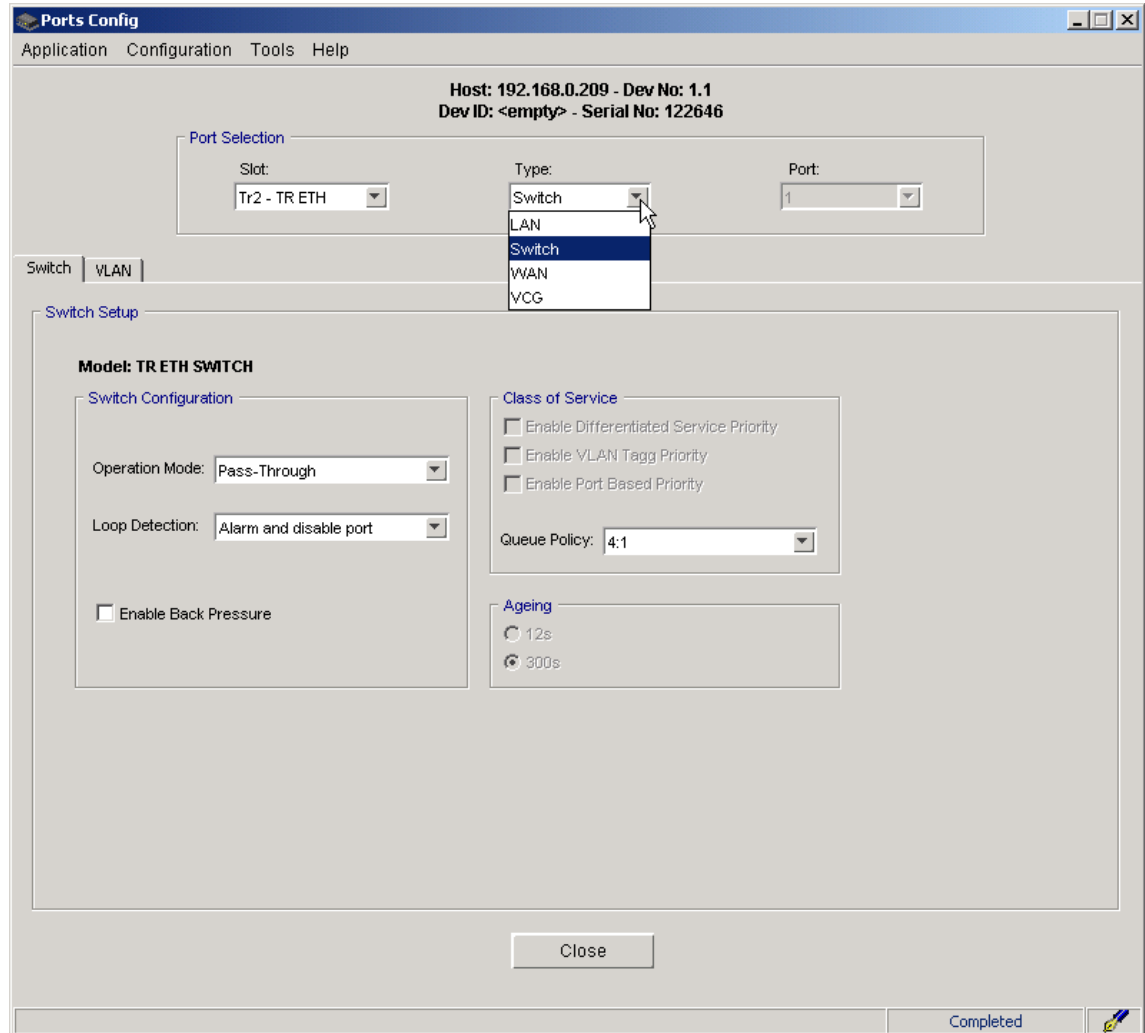 Ports Config
Application Configuration Tools Help
Host: 192.168.0.209 - Dev No: 1.1
Dev ID: <empty> - Serial No: 122646
Port Selection
Slot: Type: Port:
Tr2 - TR ETH Switch 1
LAN
Switch
WAN
VCG
Switch VLAN
Switch Setup
Model: TR ETH SWITCH
Switch Configuration
Operation Mode: Pass-Through
Loop Detection: Alarm and disable port
Enable Back Pressure
Class of Service
Enable Differentiated Service Priority
Enable VLAN Tagg Priority
Enable Port Based Priority
Queue Policy: 4:1
Ageing
12s
300s
Close
Completed